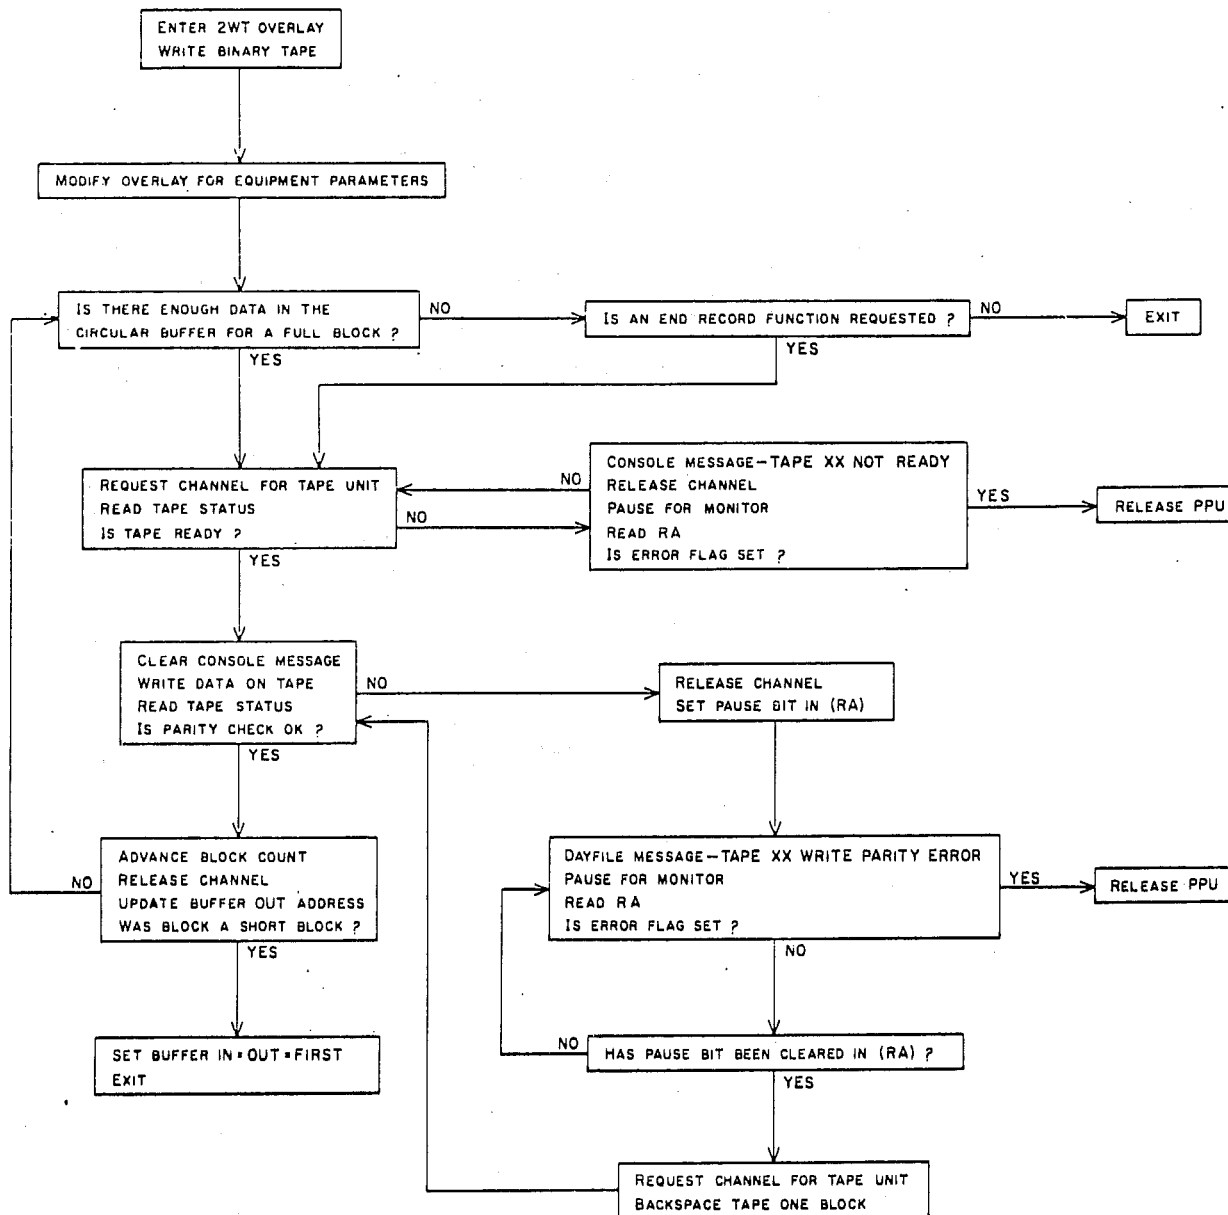 ENTER 2WT OVERLAY
WRITE BINARY TAPE
MODIFY OVERLAY FOR EQUIPMENT PARAMETERS
IS THERE ENOUGH DATA IN THE
CIRCULAR BUFFER FOR A FULL BLOCK ?
NO
IS AN END RECORD FUNCTION REQUESTED ?
NO
EXIT
YES
YES
REQUEST CHANNEL FOR TAPE UNIT
READ TAPE STATUS
IS TAPE READY ?
NO
NO
CONSOLE MESSAGE—TAPE XX NOT READY
RELEASE CHANNEL
PAUSE FOR MONITOR
READ RA
IS ERROR FLAG SET ?
YES
RELEASE PPU
YES
CLEAR CONSOLE MESSAGE
WRITE DATA ON TAPE
READ TAPE STATUS
IS PARITY CHECK OK ?
NO
RELEASE CHANNEL
SET PAUSE BIT IN (RA)
YES
ADVANCE BLOCK COUNT
RELEASE CHANNEL
UPDATE BUFFER OUT ADDRESS
WAS BLOCK A SHORT BLOCK ?
NO
DAYFILE MESSAGE—TAPE XX WRITE PARITY ERROR
PAUSE FOR MONITOR
READ RA
IS ERROR FLAG SET ?
YES
RELEASE PPU
YES
NO
SET BUFFER IN=OUT=FIRST
EXIT
NO
HAS PAUSE BIT BEEN CLEARED IN (RA) ?
YES
REQUEST CHANNEL FOR TAPE UNIT
BACKSPACE TAPE ONE BLOCK